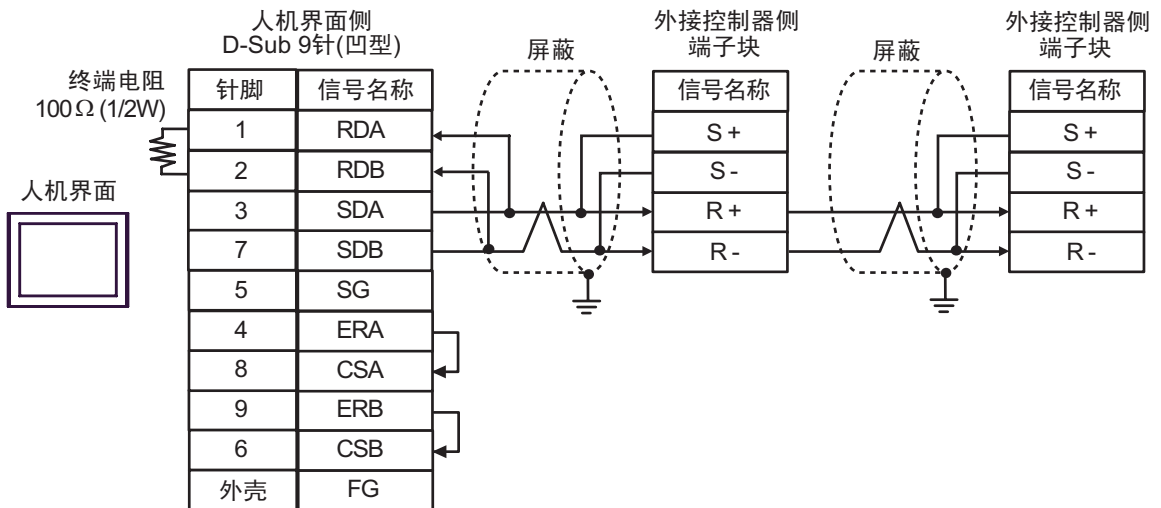 人机界面侧
D-Sub 9针(凹型)
屏蔽
外接控制器侧
端子块
屏蔽
外接控制器侧
端子块
终端电阻
100Ω(1/2W)
人机界面
针脚 信号名称
1 RDA
2 RDB
3 SDA
7 SDB
5 SG
4 ERA
8 CSA
9 ERB
6 CSB
外壳 FG
信号名称
S+
S-
R+
R-
信号名称
S+
S-
R+
R-